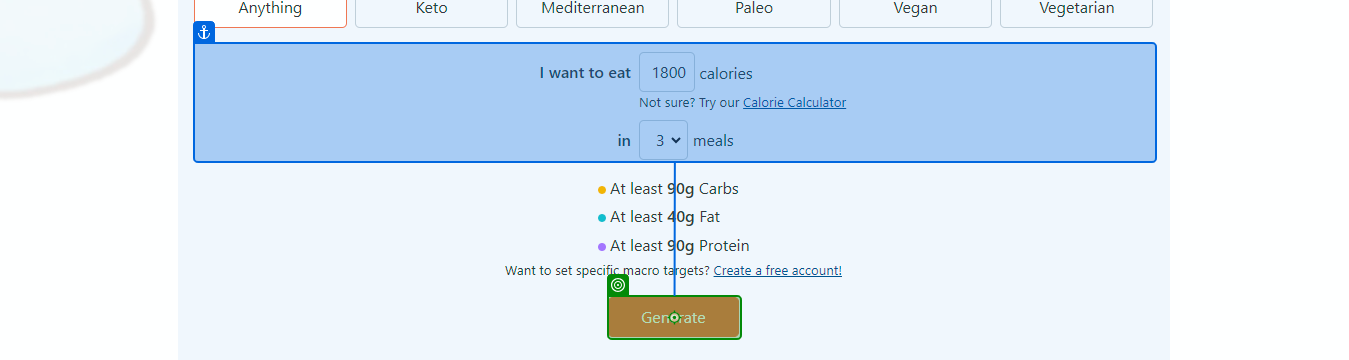 Anything Keto Mediterranean Paleo Vegan Vegetarian
I want to eat 1800 calories
Not sure? Try our Calorie Calculator
in 3 meals
At least 90g Carbs
At least 40g Fat
At least 90g Protein
Want to set specific macro targets? Create a free account!
Generate